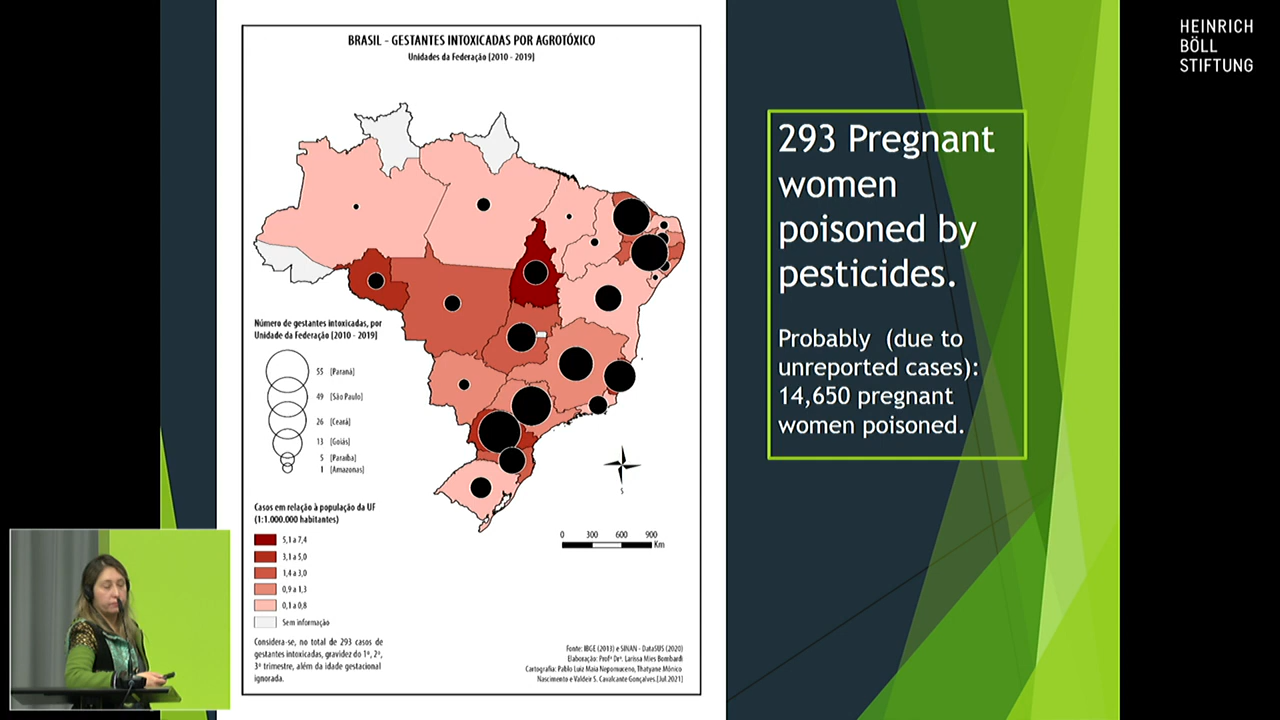 BRASIL - GESTANTES INTOXICADAS POR AGROTÓXICO
Unidades da Federação [2010 - 2019]
Número de gestantes intoxicadas, por
Unidade da Federação [2010 - 2019]
55 [Paraná]
49 [São Paulo]
26 [Ceará]
13 [Goiás]
5 [Paraíba]
1 [Amazonas]
Casos em relação à população da UF
(1:1.000.000 habitantes)
5,1 a 7,4
3,1 a 5,0
1,4 a 3,0
0,9 a 1,3
0,1 a 0,8
Sem informação
Considera-se, no total de 293 casos de
gestantes intoxicadas, gravidez do 1º, 2º,
3º trimestre, além da idade gestacional
ignorada.
S
0 300 600 900
Km
Fonte: IBGE (2013) e SINAN - DataSUS (2020)
Elaboração: Profª Drª. Larissa Mies Bombardi
Cartografia: Pablo Luiz Maia Nepomuceno, Thatyane Mônico
Nascimento e Valdeir S. Cavalcante Gonçalves.[Jul.2021]
293 Pregnant
women
poisoned by
pesticides.
Probably (due to
unreported cases):
14,650 pregnant
women poisoned.
HEINRICH
BÖLL
STIFTUNG